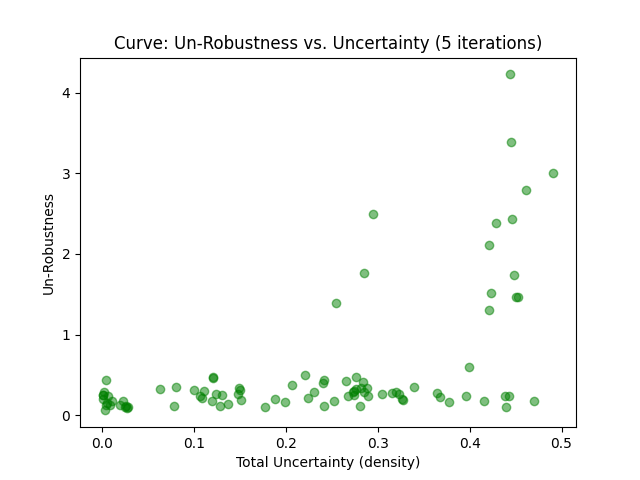 Curve: Un-Robustness vs. Uncertainty (5 iterations)
Un-Robustness
4
3
2
1
0
0.0 0.1 0.2 0.3 0.4 0.5
Total Uncertainty (density)